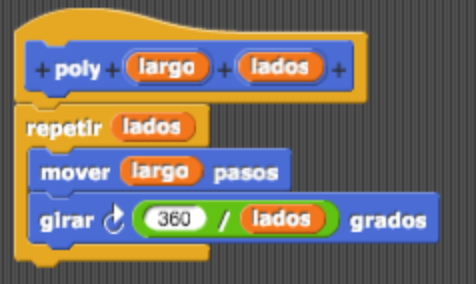 + poly + largo + lados +
repetir lados
mover largo pasos
girar 360 / lados grados